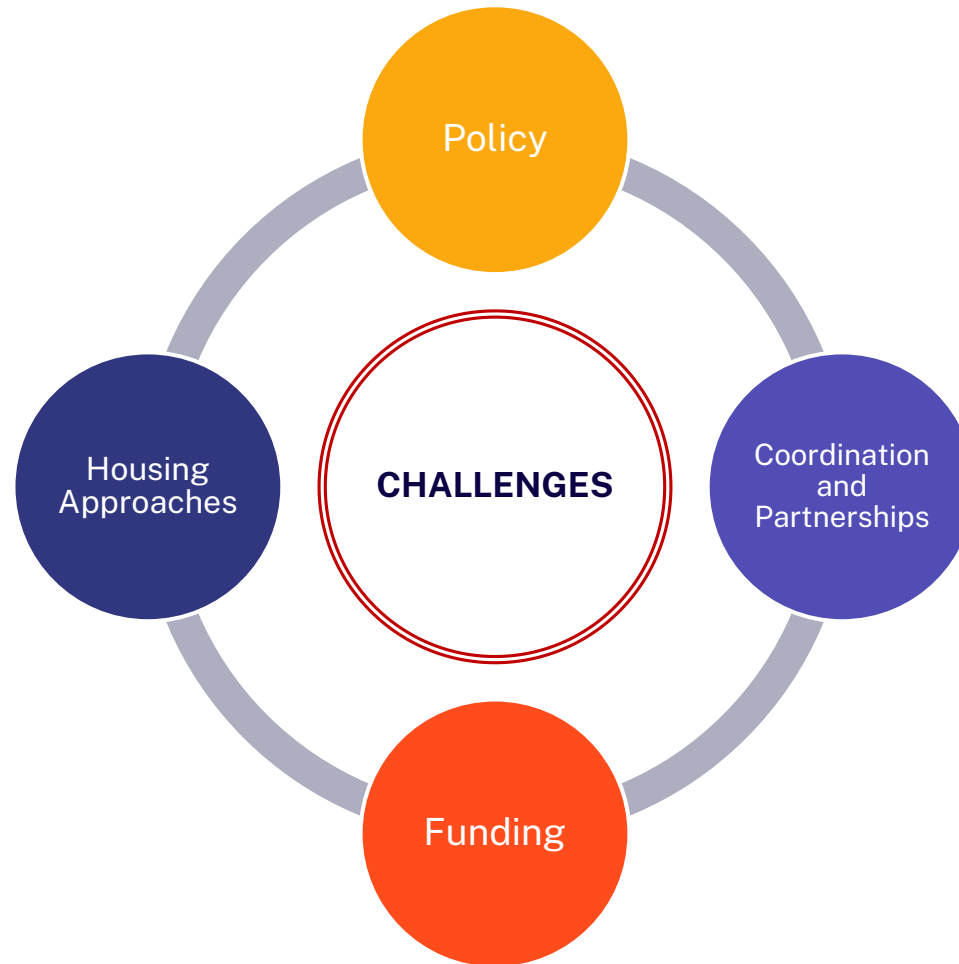 Policy
Housing
Approaches
CHALLENGES
Coordination
and
Partnerships
Funding